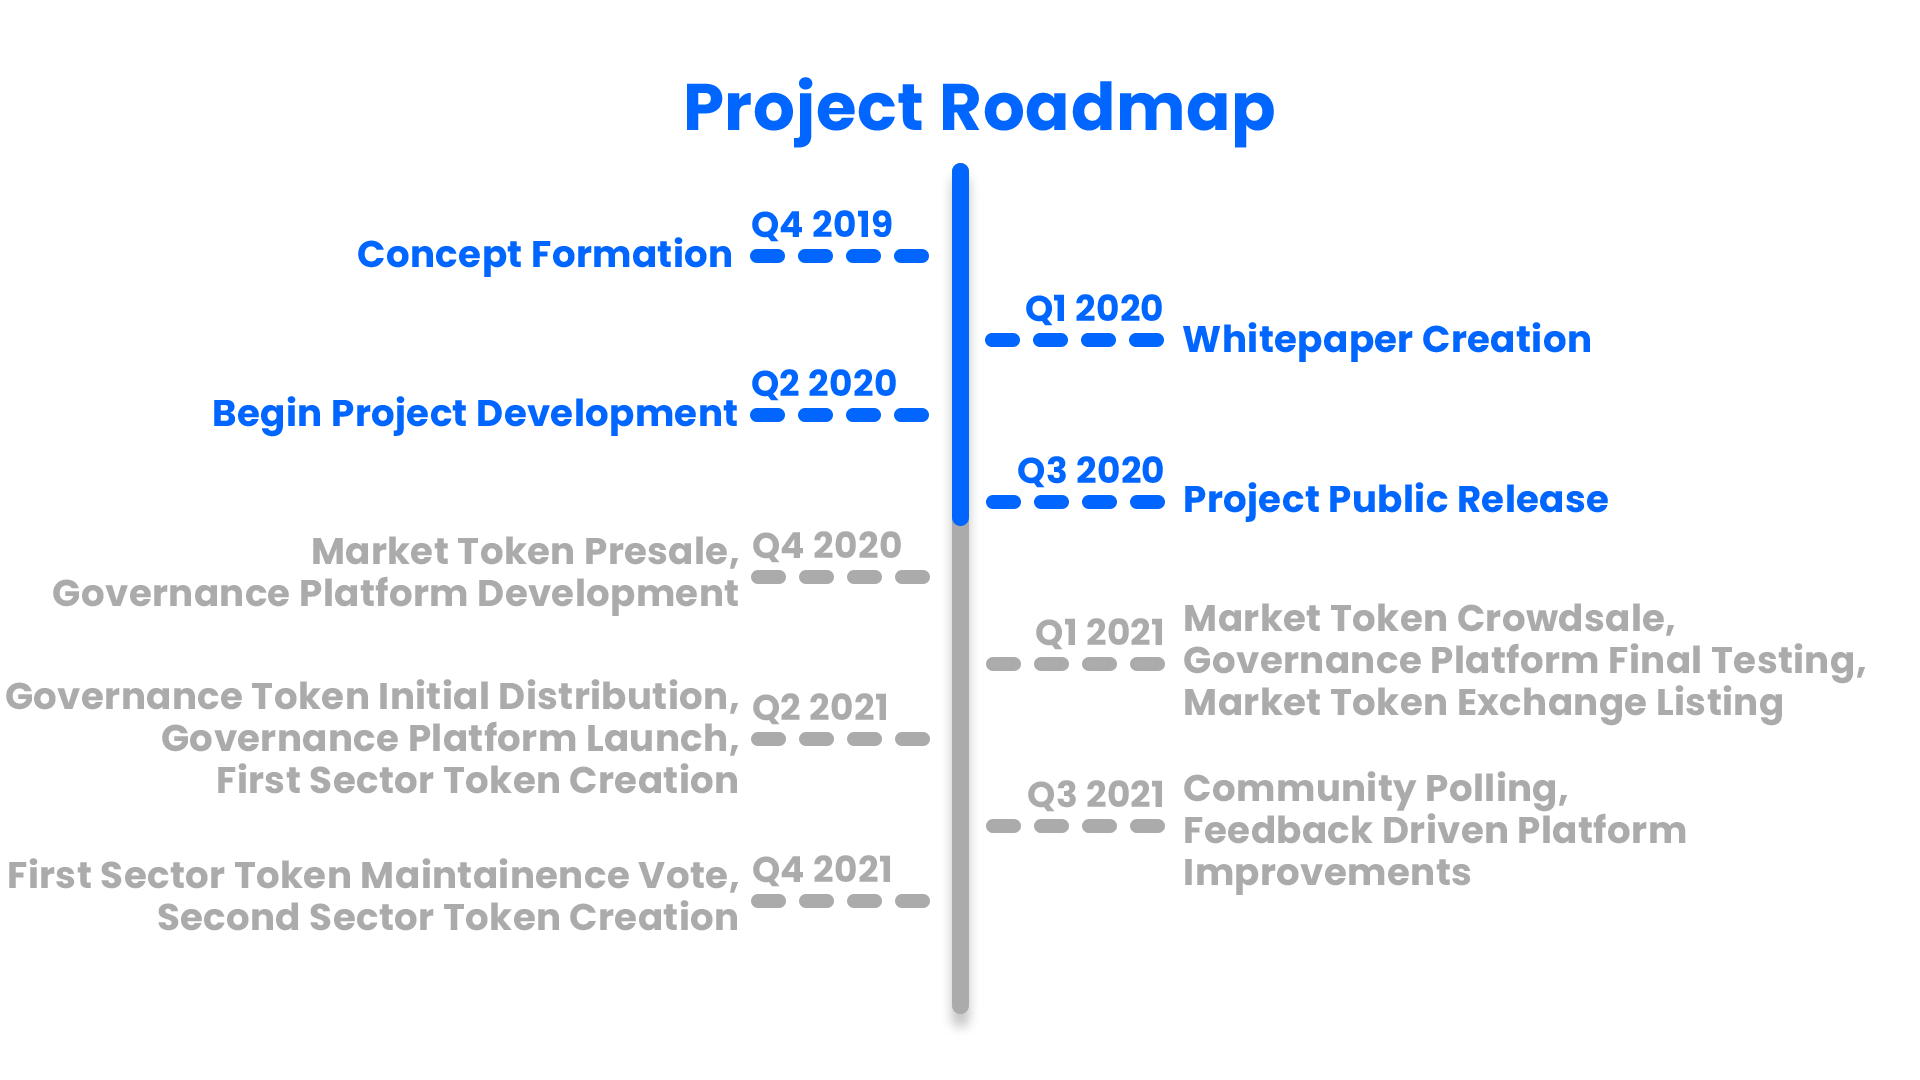 Project Roadmap
Q4 2019
Concept Formation
Q1 2020
Whitepaper Creation
Q2 2020
Begin Project Development
Q3 2020
Project Public Release
Q4 2020
Market Token Presale,
Governance Platform Development
Q1 2021
Market Token Crowdsale,
Governance Platform Final Testing,
Market Token Exchange Listing
Q2 2021
Governance Token Initial Distribution,
Governance Platform Launch,
First Sector Token Creation
Q3 2021
Community Polling,
Feedback Driven Platform
Improvements
Q4 2021
First Sector Token Maintainence Vote,
Second Sector Token Creation